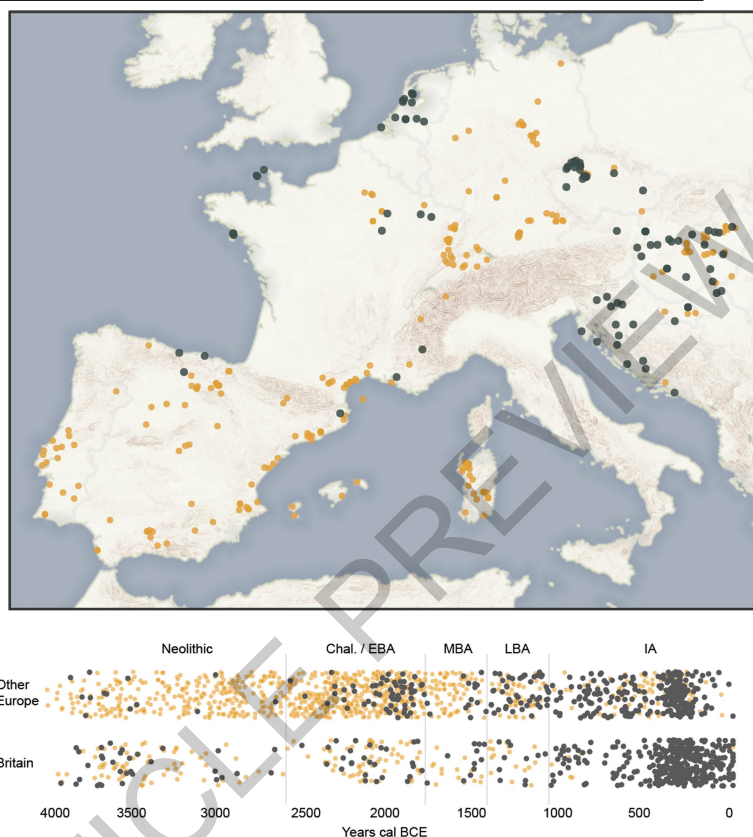 Neolithic Chal. / EBA MBA LBA IA
Other
Europe
Britain
4000 3500 3000 2500 2000 1500 1000 500 0
Years cal BCE
CLE PREVIEW